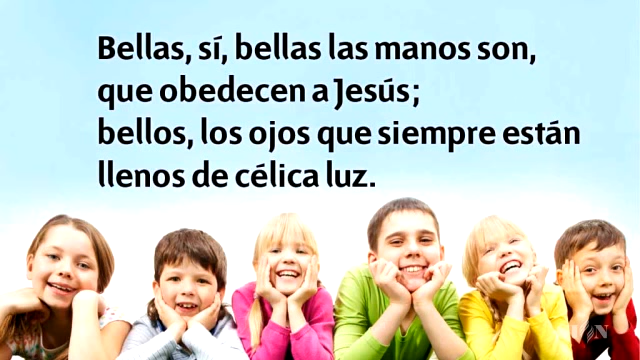 Bellas, sí, bellas las manos son,
que obedecen a Jesús;
bellos, los ojos que siempre están
llenos de célica luz.